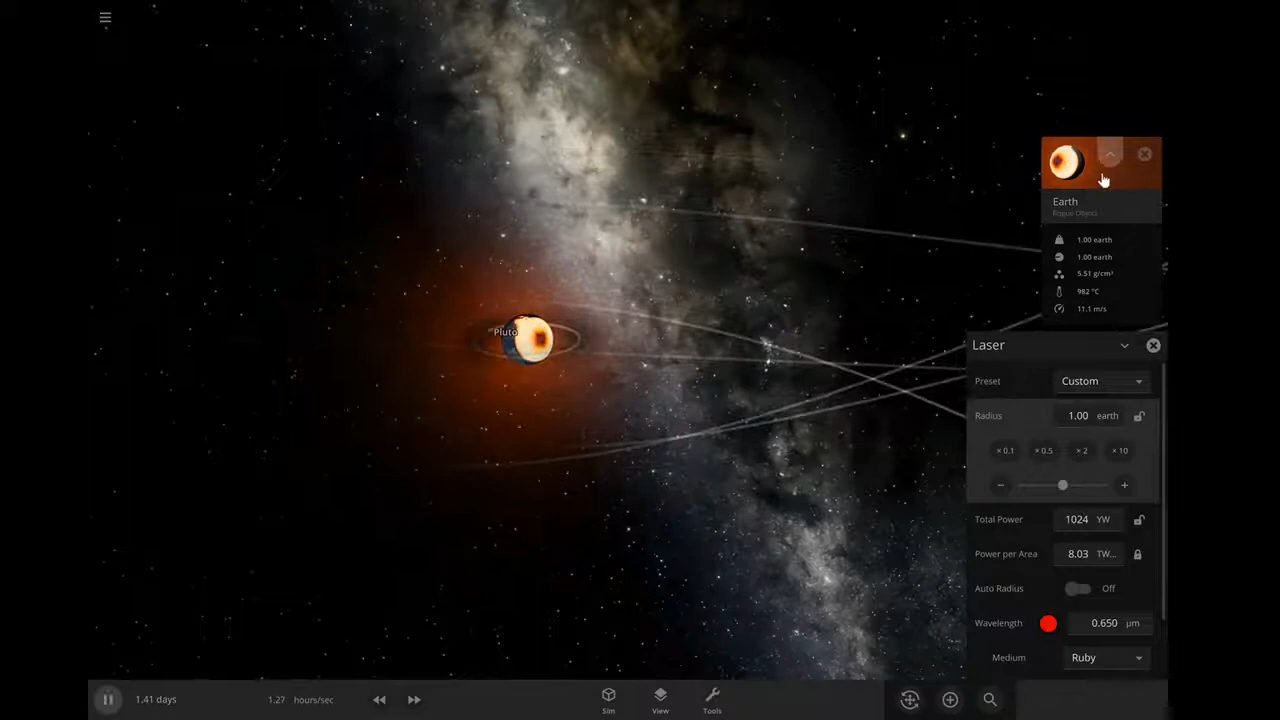 Pluto
Earth
Rogue Object
1.00 earth
1.00 earth
5.51 g/cm³
982 °C
11.1 m/s
Laser
Preset Custom
Radius 1.00 earth
×0.1 ×0.5 ×2 ×10
− +
Total Power 1024 YW
Power per Area 8.03 TW...
Auto Radius Off
Wavelength 0.650 µm
Medium Ruby
1.41 days 1.27 hours/sec
Sim View Tools